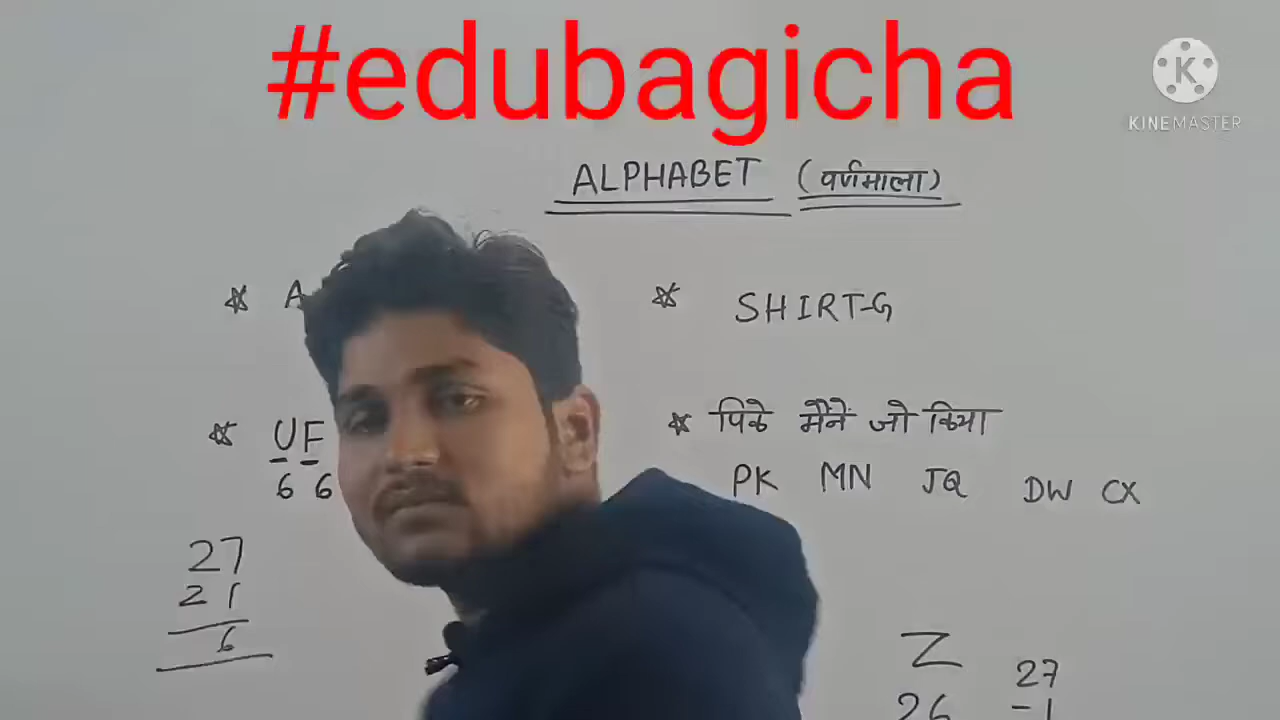 #edubagicha
K
KINEMASTER
ALPHABET (वर्णमाला)
☆ A
☆ SHIRT-G
☆ UF
6 6
☆ पिके मैने जो किया
PK MN JQ DW CX
27
21
6
Z
26
27
-1